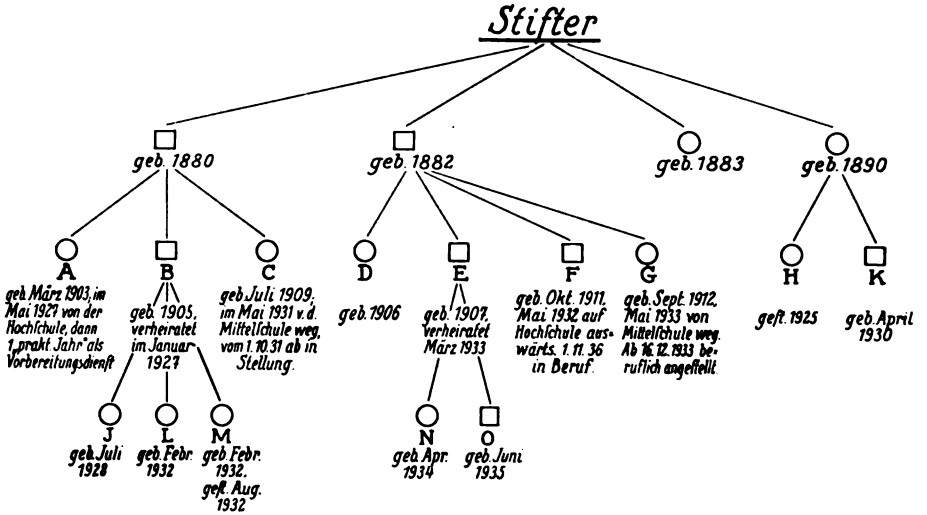 Stifter
geb. 1880
geb. 1882
geb. 1883
geb. 1890
A
geb. März 1903, im
Mai 1927 von der
Hochschule, dann
1 „prakt Jahr" als
Vorbereitungsdienst
B
geb. 1905,
verheiratet
im Januar
1927
C
geb Juli 1909;
im Mai 1931 v. d.
Mittelschule weg,
vom 1.10.31 ab in
Stellung.
D
geb. 1906
E
geb. 1907,
verheiratet
März 1933
F
geb. Okt. 1911,
Mai 1932 auf
Hochschule aus-
wärts. 1. 11. 36
in Beruf.
G
geb. Sept. 1912,
Mai 1933 von
Mittelschule weg.
Ab 16.12.1933 be-
ruflich angestellt.
H
gest. 1925
K
geb. April
1930
J
geb. Juli
1928
L
geb. Febr.
1932
M
geb. Febr.
1932.
gest. Aug.
1932
N
geb. Apr.
1934
O
geb. Juni
1935